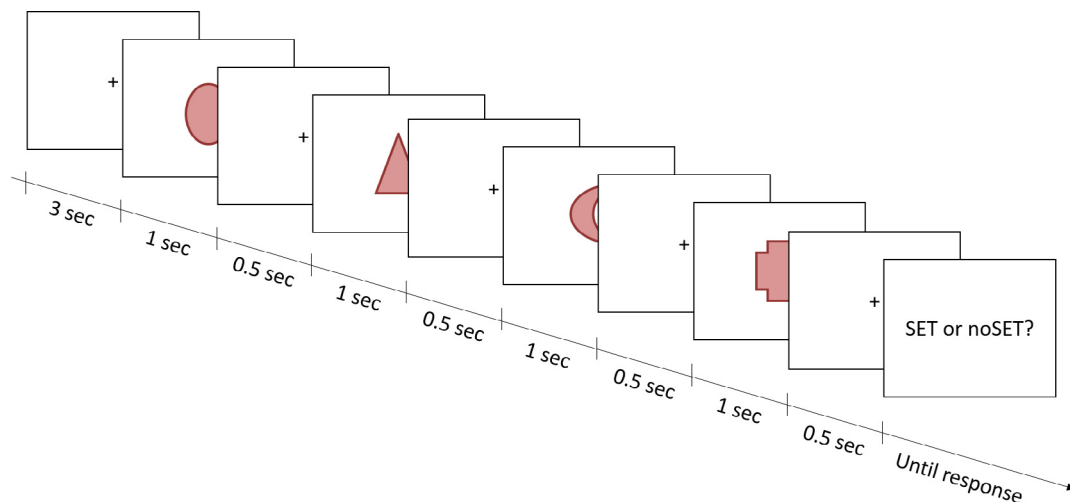 +
+
+
+
+
SET or noSET?
3 sec
1 sec
0.5 sec
1 sec
0.5 sec
1 sec
0.5 sec
1 sec
0.5 sec
Until response